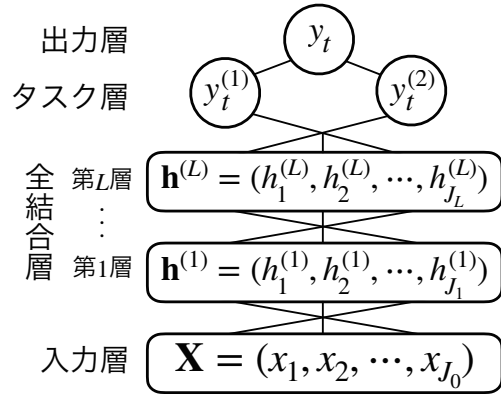 出力層 y_t
タスク層 y_t^{(1)} y_t^{(2)}
全結合層
第L層 𝐡^{(L)} = (h_1^{(L)}, h_2^{(L)}, ⋯, h_{J_L}^{(L)})
⋮
第1層 𝐡^{(1)} = (h_1^{(1)}, h_2^{(1)}, ⋯, h_{J_1}^{(1)})
入力層 𝐗 = (x_1, x_2, ⋯, x_{J_0})